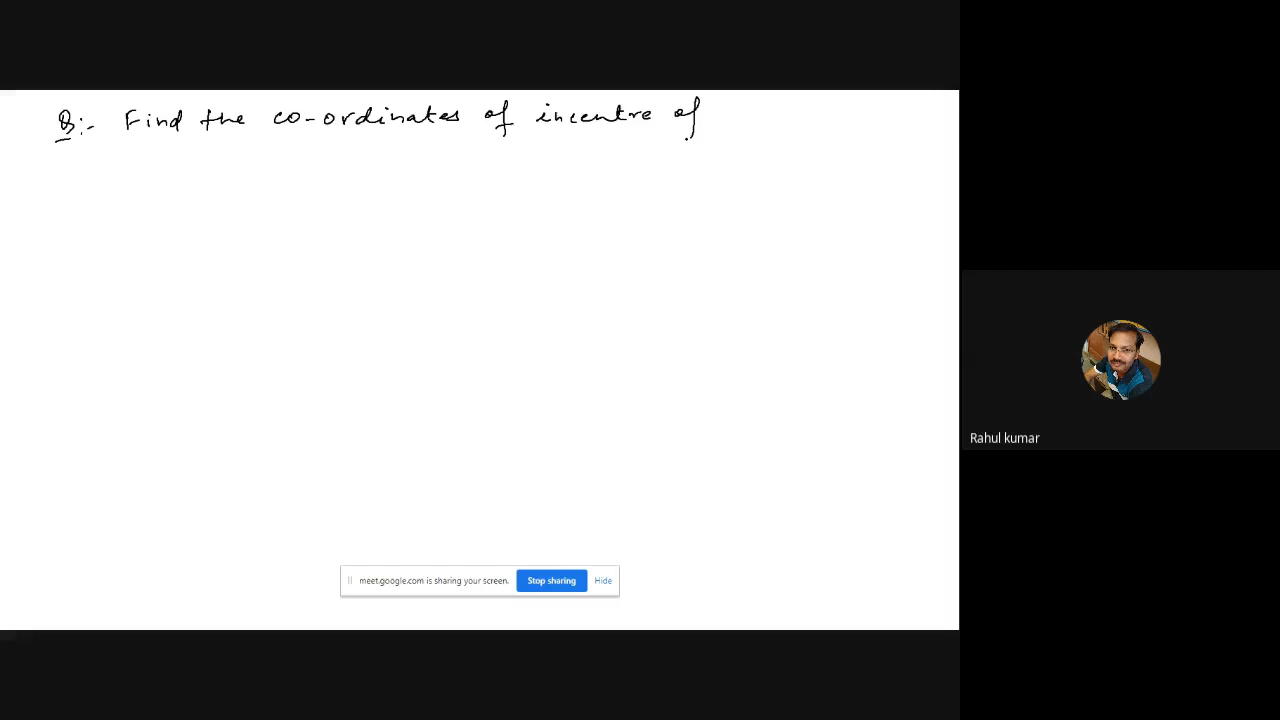 Q:- Find the co-ordinates of incentre of
Rahul kumar
meet.google.com is sharing your screen. Stop sharing Hide